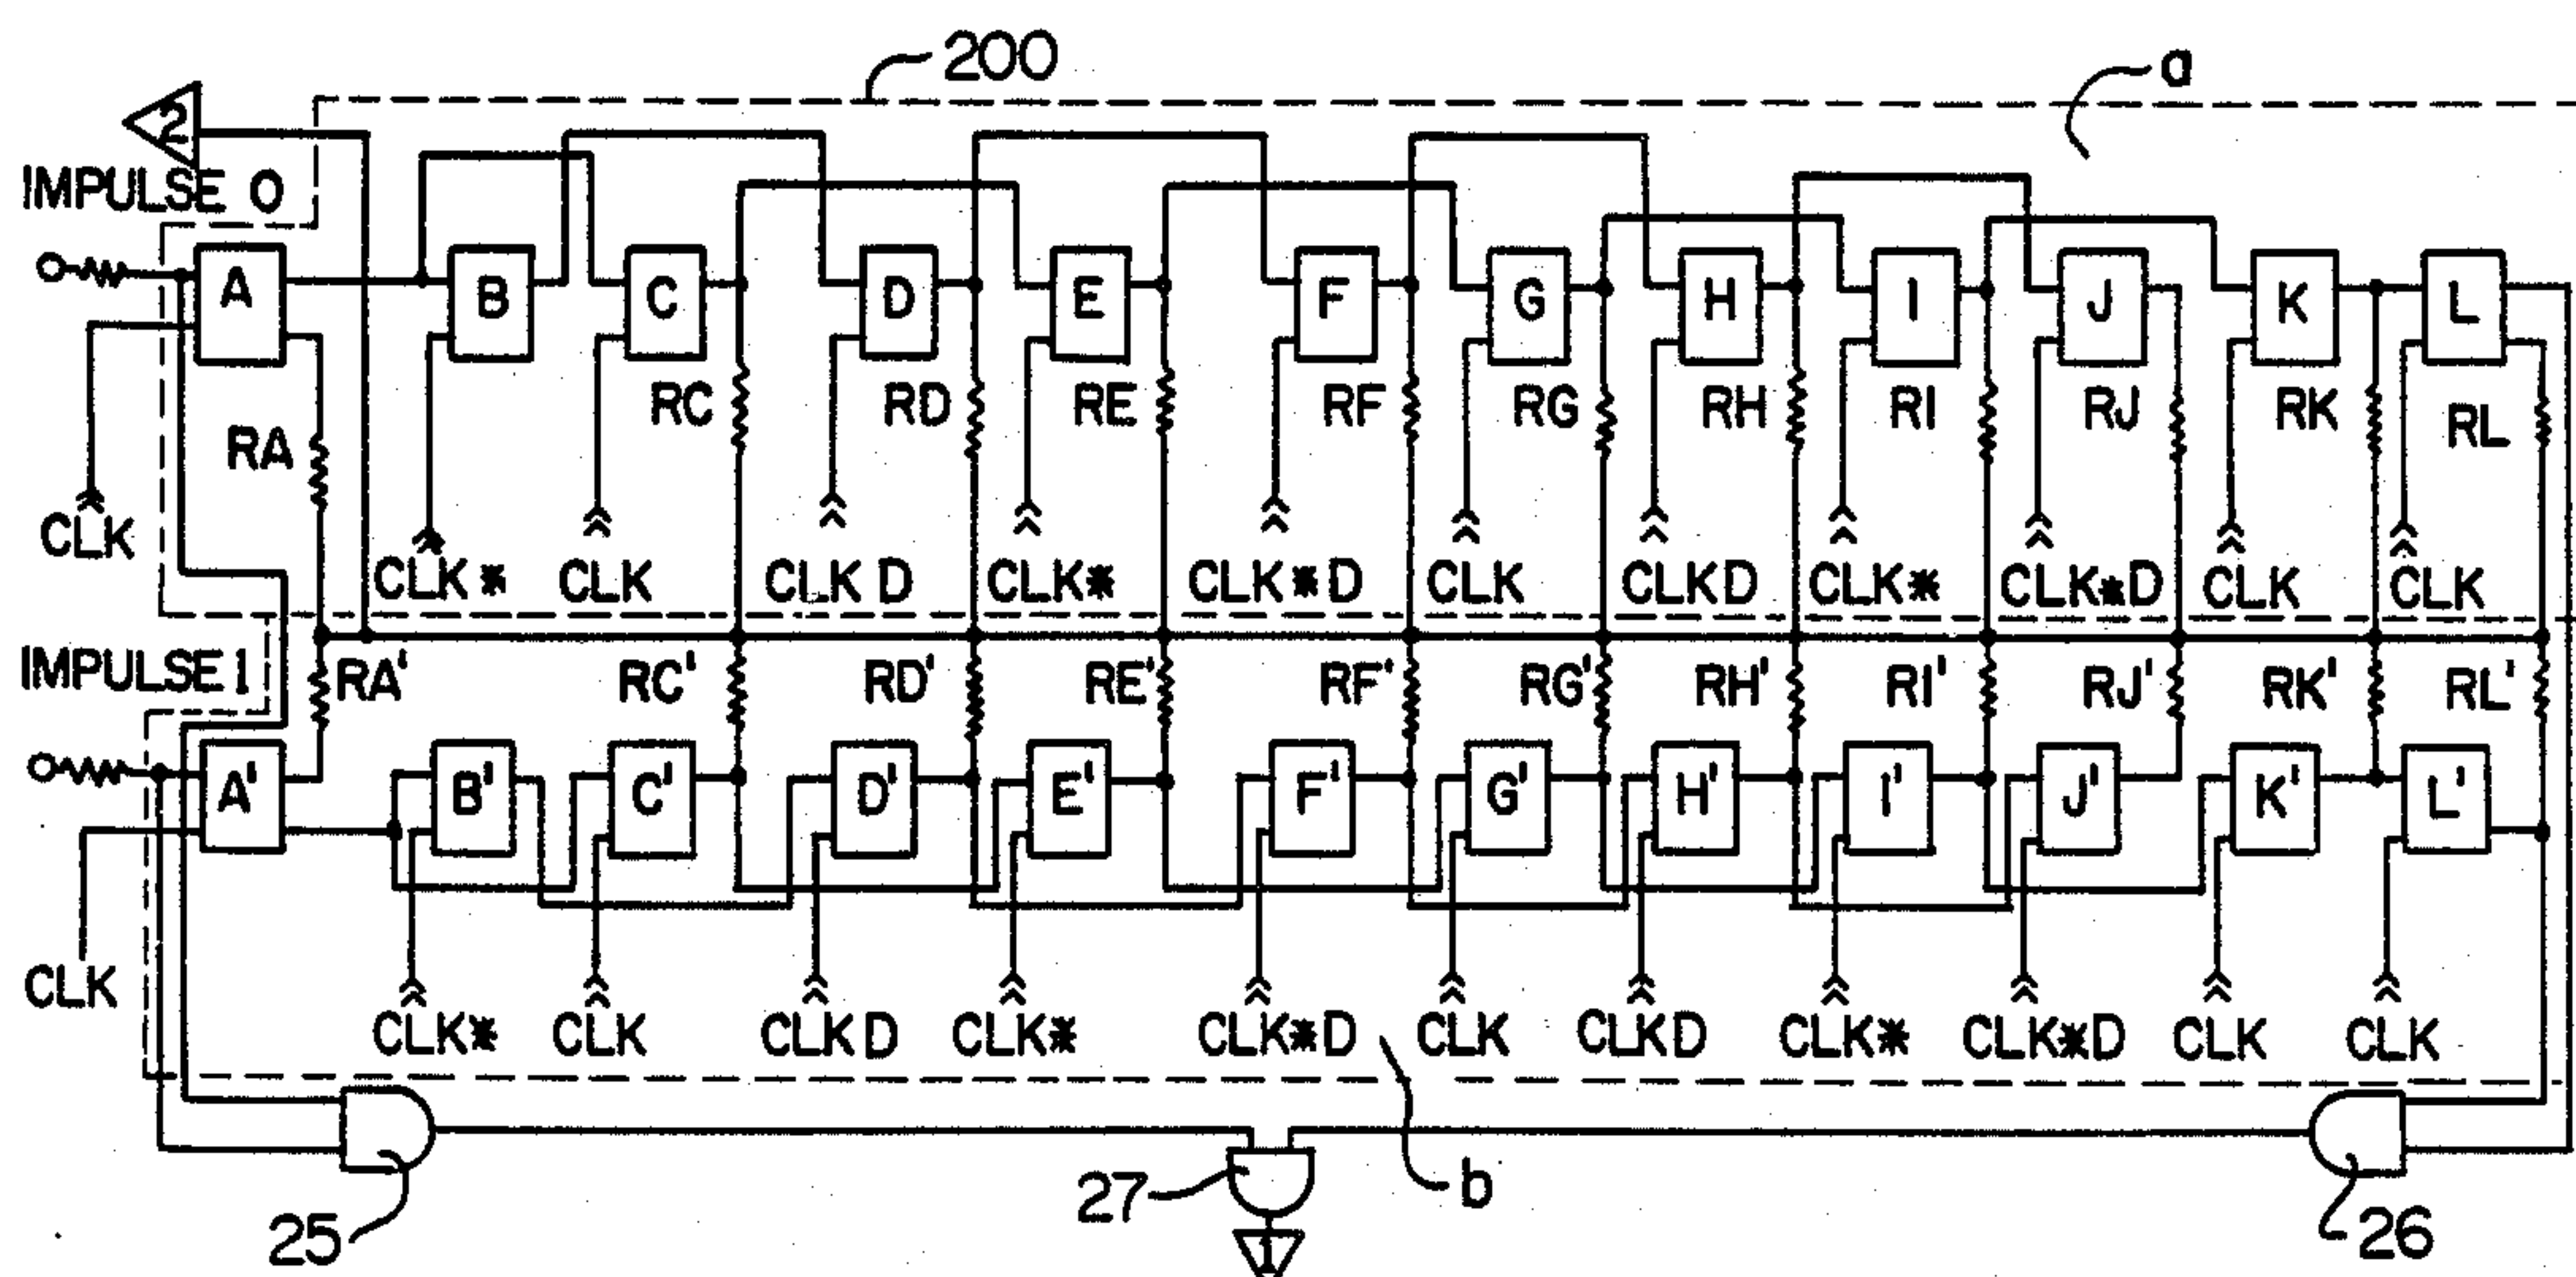 200
a
2
IMPULSE 0
A B C D E F G H I J K L
RA RC RD RE RF RG RH RI RJ RK RL
CLK CLK* CLK CLK D CLK* CLK*D CLK CLKD CLK* CLK*D CLK CLK
IMPULSE 1
RA' RC' RD' RE' RF' RG' RH' RI' RJ' RK' RL'
A' B' C' D' E' F' G' H' I' J' K' L'
CLK CLK* CLK CLK D CLK* CLK*D CLK CLKD CLK* CLK*D CLK CLK
25 27 1 b 26